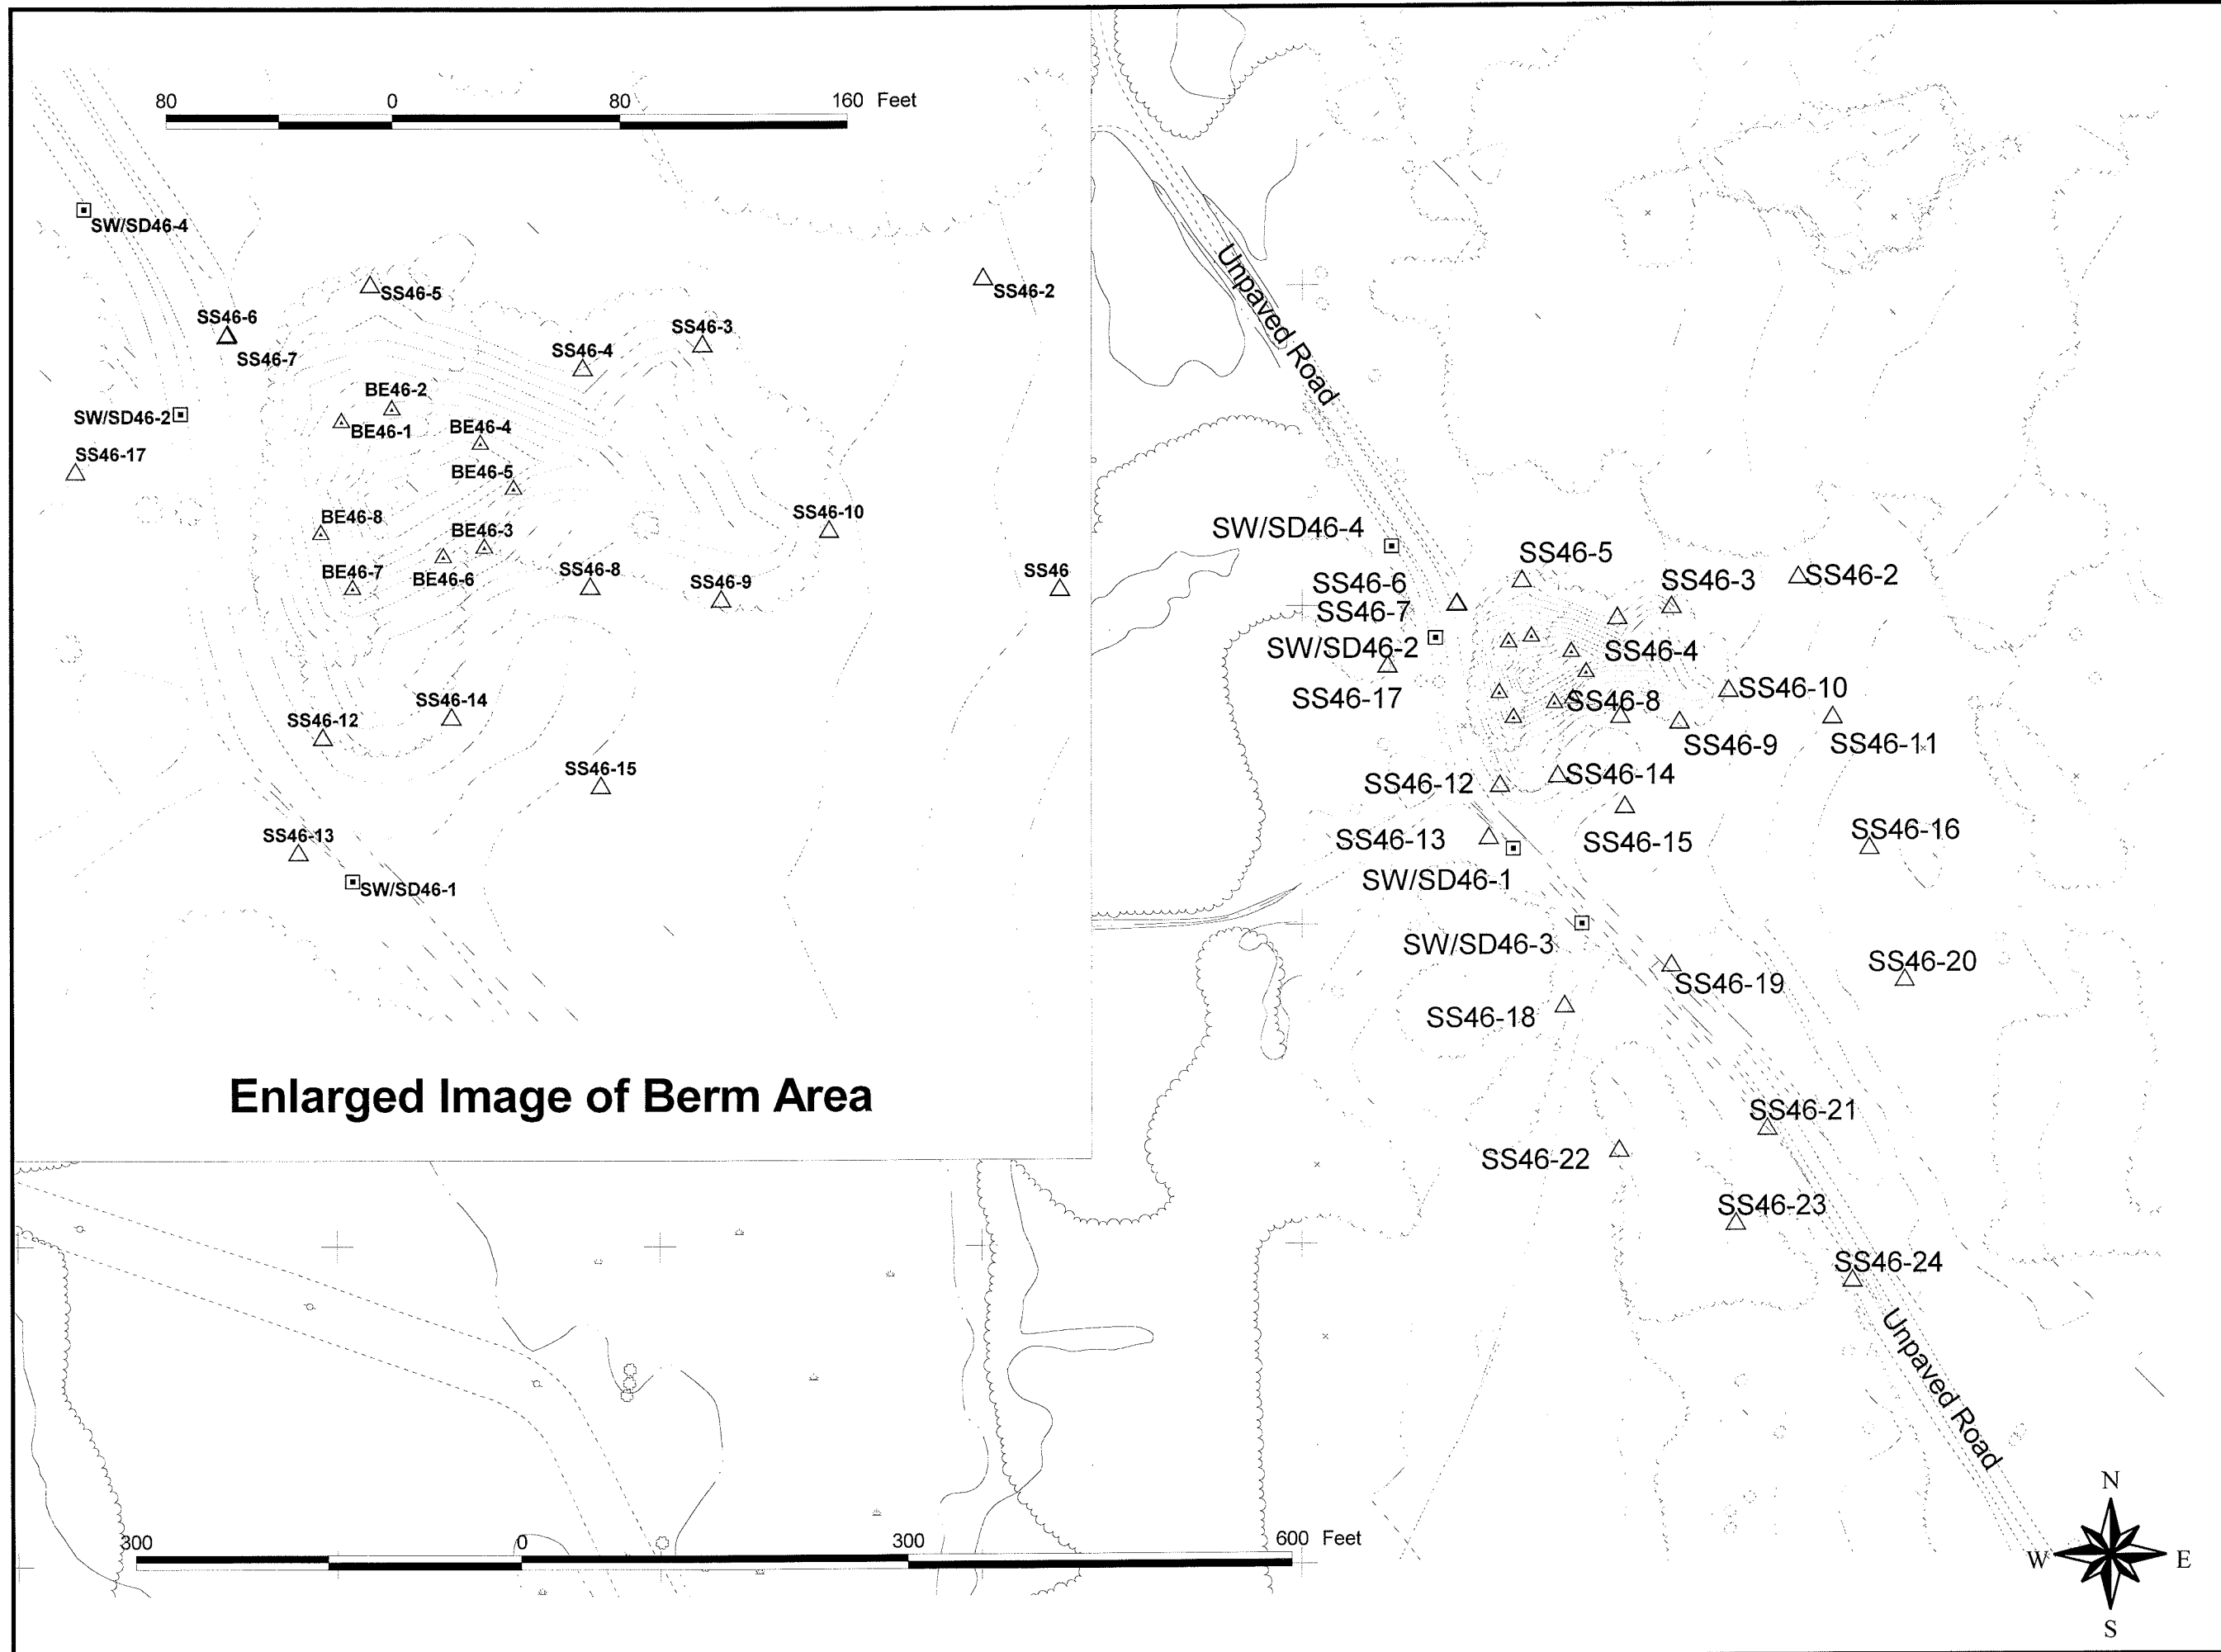 80 0 80 160 Feet
SW/SD46-4
SS46-5
SS46-2
SS46-6
SS46-3
SS46-7
SS46-4
BE46-2
SW/SD46-2
BE46-1
BE46-4
SS46-17
BE46-5
SS46-10
BE46-8
BE46-3
SS46-8
SS46
BE46-7
BE46-6
SS46-9
SS46-14
SS46-12
SS46-15
SS46-13
SW/SD46-1
Enlarged Image of Berm Area
Unpaved Road
SW/SD46-4
SS46-5
SS46-6
SS46-3
SS46-2
SS46-7
SW/SD46-2
SS46-4
SS46-17
SS46-8
SS46-10
SS46-9
SS46-11
SS46-12
SS46-14
SS46-13
SS46-15
SS46-16
SW/SD46-1
SW/SD46-3
SS46-20
SS46-19
SS46-18
SS46-21
SS46-22
SS46-23
SS46-24
Unpaved Road
300 0 300 600 Feet
N
W E
S